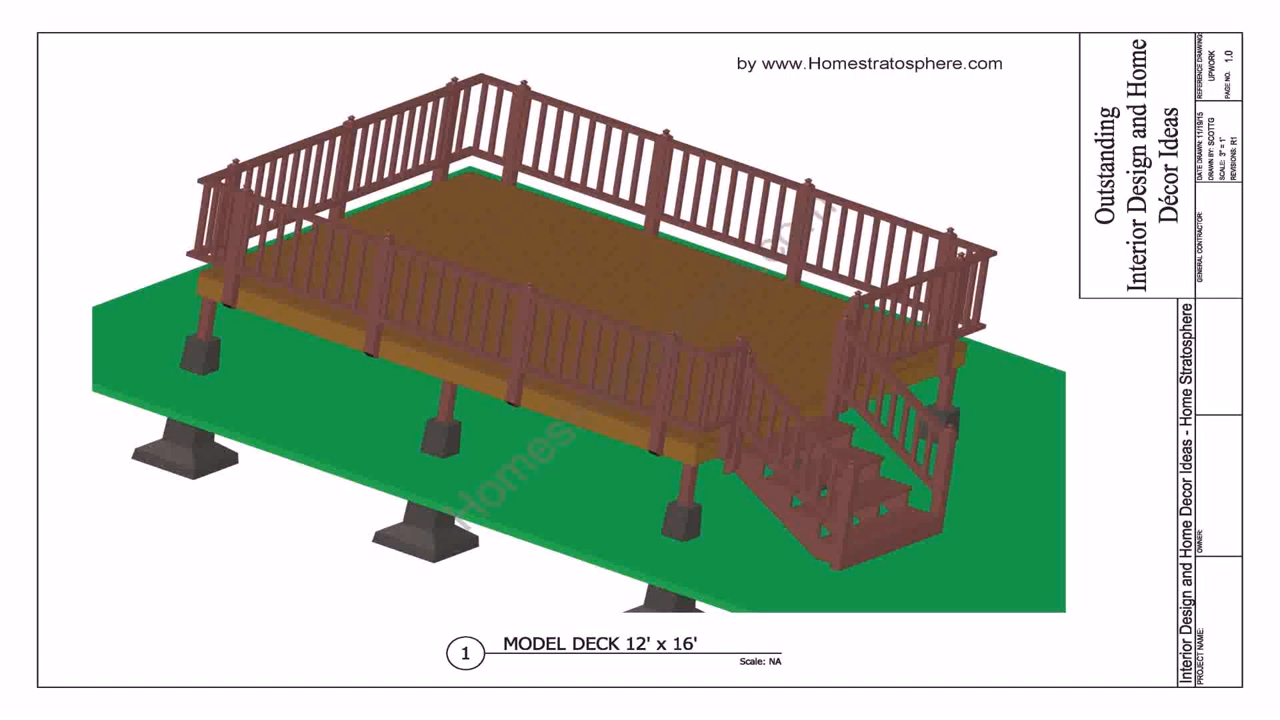 by www.Homestratosphere.com
Outstanding
Interior Design and Home
Décor Ideas
REFERENCE DRAWING:
UPWORK
PAGE NO. 1.0
DATE DRAWN: 11/19/15
DRAWN BY: SCOTTG
SCALE: 3" = 1'
REVISIONS: R1
GENERAL CONTRACTOR:
Interior Design and Home Decor Ideas - Home Stratosphere
OWNER:
PROJECT NAME:
Homes
1
MODEL DECK 12' x 16'
Scale: NA